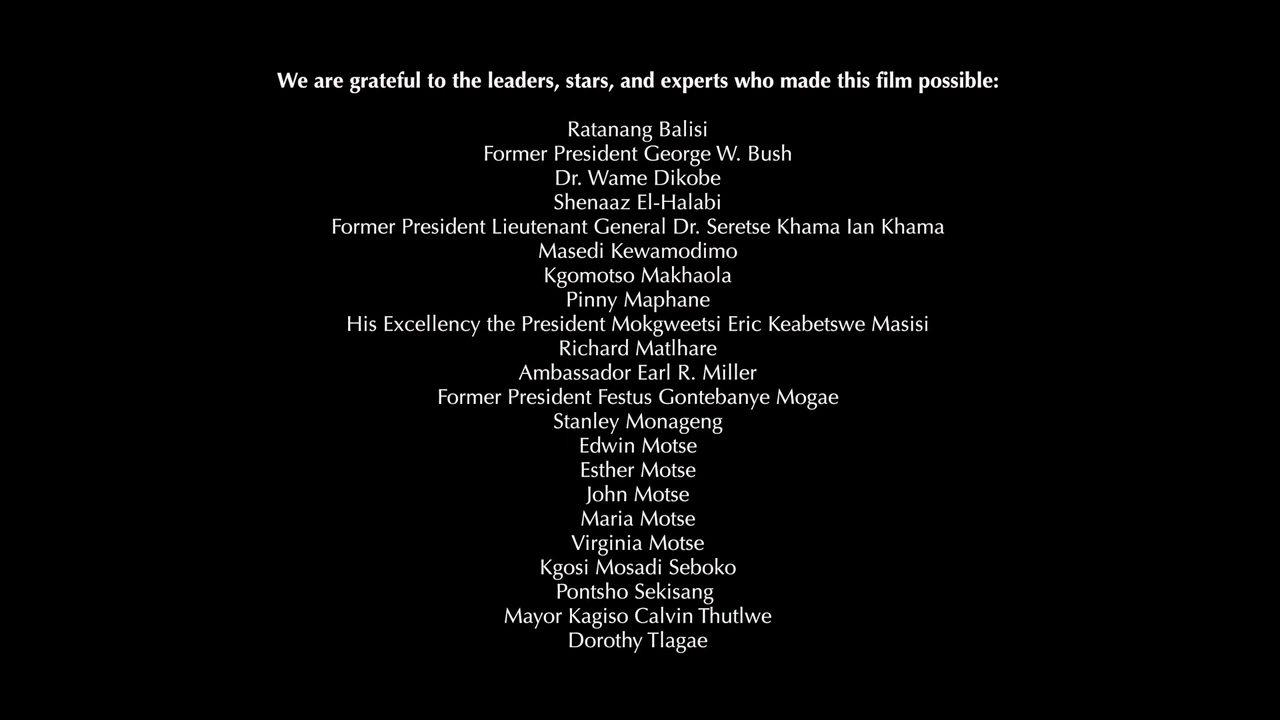 We are grateful to the leaders, stars, and experts who made this film possible:
Ratanang Balisi
Former President George W. Bush
Dr. Wame Dikobe
Shenaaz El-Halabi
Former President Lieutenant General Dr. Seretse Khama Ian Khama
Masedi Kewamodimo
Kgomotso Makhaola
Pinny Maphane
His Excellency the President Mokgweetsi Eric Keabetswe Masisi
Richard Matlhare
Ambassador Earl R. Miller
Former President Festus Gontebanye Mogae
Stanley Monageng
Edwin Motse
Esther Motse
John Motse
Maria Motse
Virginia Motse
Kgosi Mosadi Seboko
Pontsho Sekisang
Mayor Kagiso Calvin Thutlwe
Dorothy Tlagae